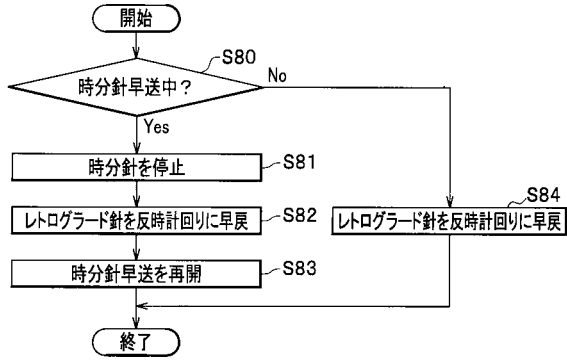 開始
S80
時分針早送中?
No
Yes
時分針を停止
S81
レトログラード針を反時計回りに早戻
S82
レトログラード針を反時計回りに早戻
S84
時分針早送を再開
S83
終了